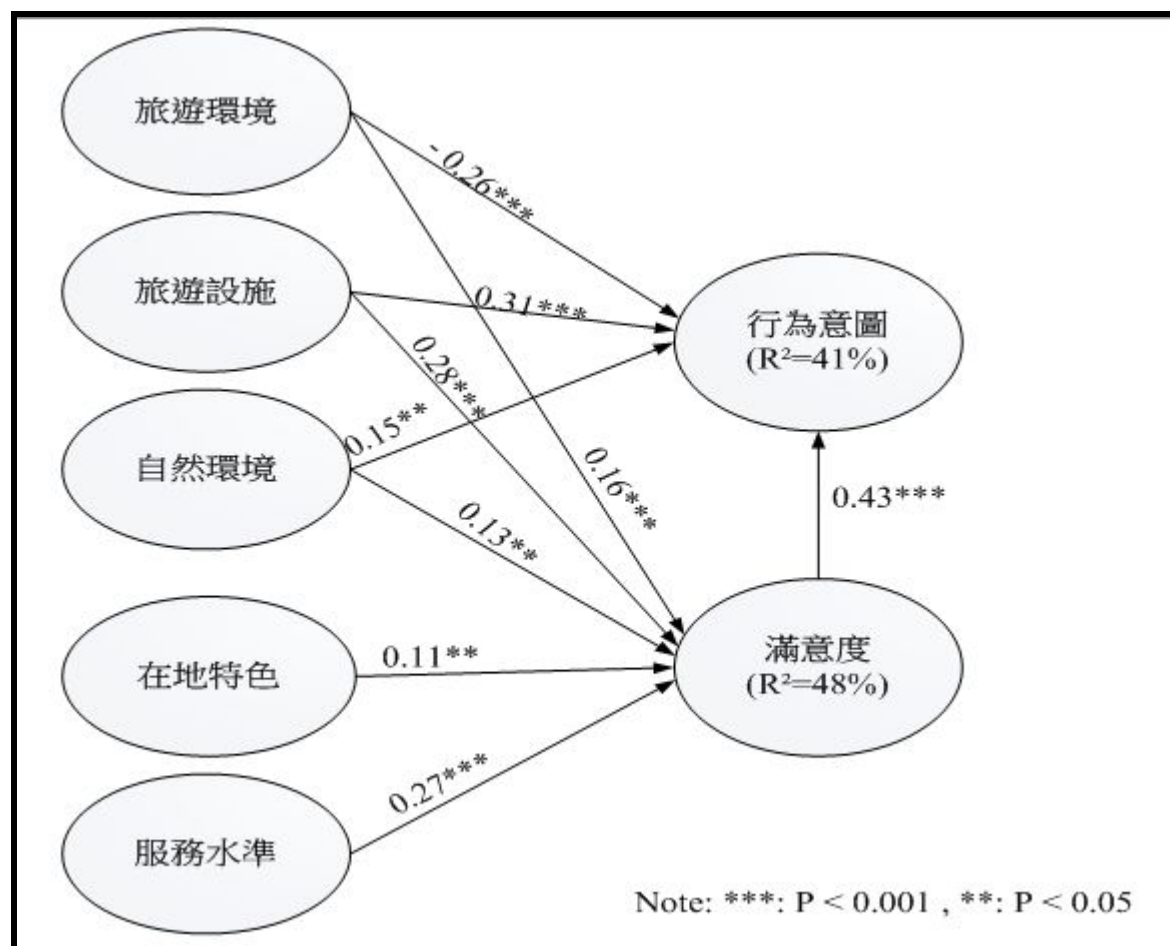 旅遊環境
- 0.26***
旅遊設施
0.31***
行為意圖
(R²=41%)
0.28***
自然環境
0.15**
0.16***
0.43***
0.13**
在地特色
0.11**
滿意度
(R²=48%)
服務水準
0.27***
Note: ***: P < 0.001 , **: P < 0.05